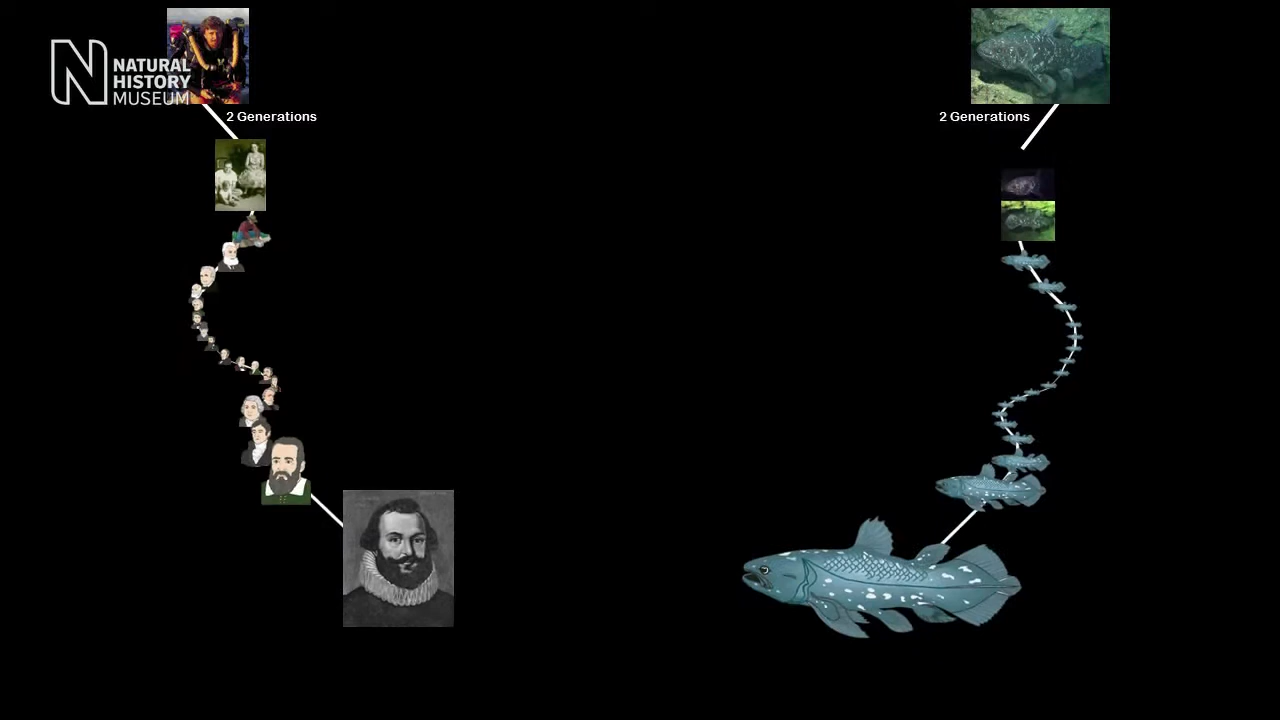 NATURAL
HISTORY
MUSEUM
2 Generations
2 Generations